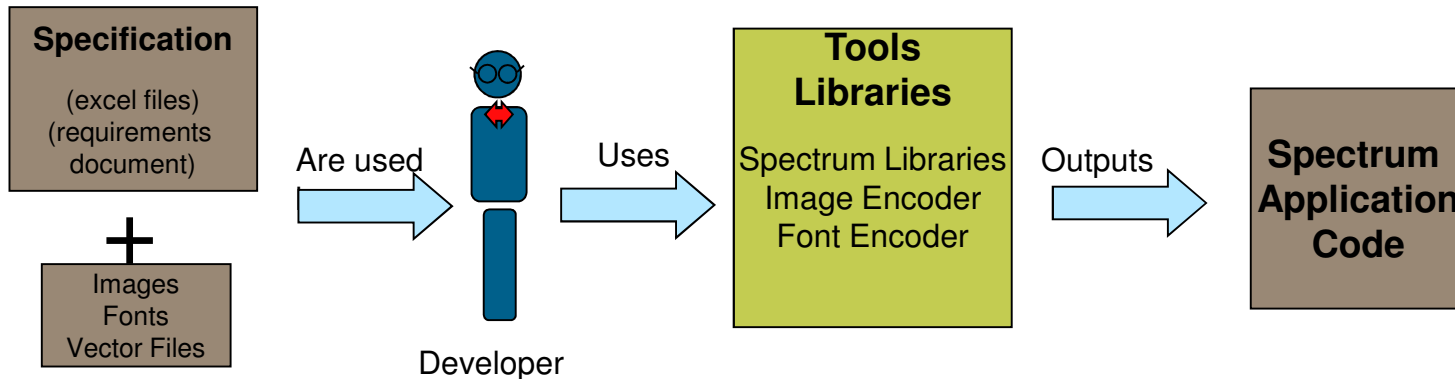 Specification
(excel files)
(requirements
document)
+
Images
Fonts
Vector Files
Are used
Developer
Uses
Tools
Libraries
Spectrum Libraries
Image Encoder
Font Encoder
Outputs
Spectrum
Application
Code